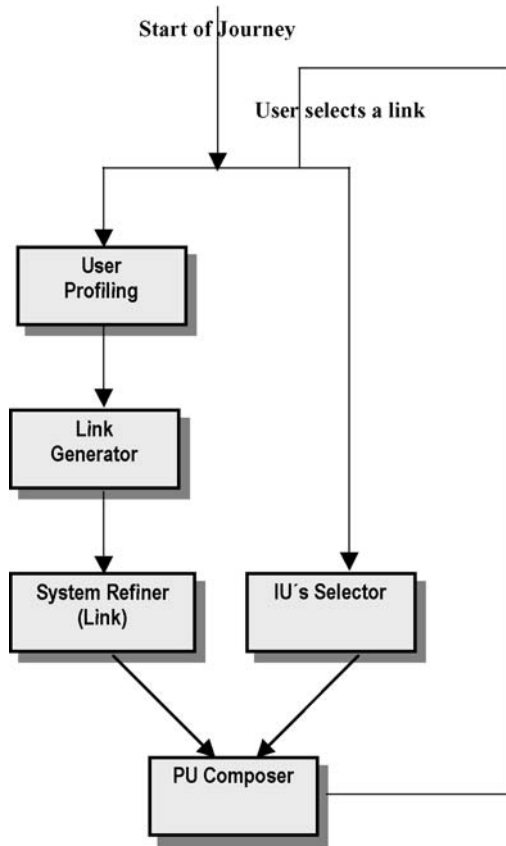 Start of Journey
User selects a link
User
Profiling
Link
Generator
System Refiner
(Link)
IU´s Selector
PU Composer